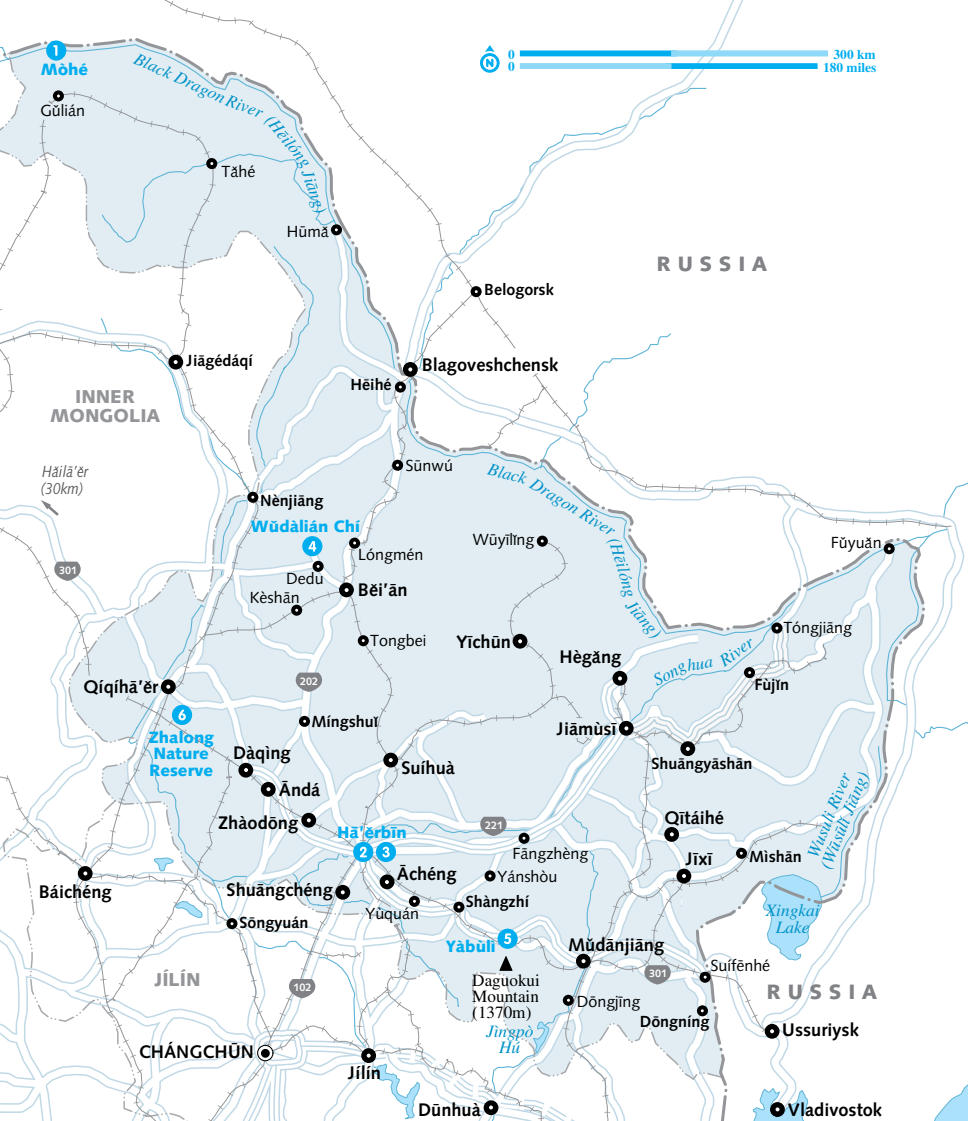 1
Mòhé
Gǔlián
Black Dragon River (Hēilóng Jiāng)
N
0
300 km
0
180 miles
Tǎhé
Hūmǎ
RUSSIA
Belogorsk
Jiāgédáqí
Blagoveshchensk
Hēihé
INNER
MONGOLIA
Hǎilā'ěr
(30km)
Sūnwú
Black Dragon River (Hēilóng Jiāng)
Nènjiāng
Wǔdàlián Chí
4
Lóngmén
Wūyīlǐng
Fǔyuǎn
301
Dedu
Kèshān
Běi'ān
Tongbei
Yīchūn
Tóngjiāng
Songhua River
Hègǎng
Fùjǐn
Qíqíhā'ěr
202
6
Zhalong
Nature
Reserve
Míngshuǐ
Jiāmùsī
Shuāngyāshān
Dàqìng
Suíhuà
Āndá
Zhàodōng
Wusuli River
(Wūsūlǐ Jiāng)
Hā'ěrbīn
2
3
221
Fāngzhèng
Qītáihé
Jīxī
Mìshān
Báichéng
Shuāngchéng
Āchéng
Yánshòu
Yùquán
Shàngzhí
Xingkai
Lake
Sōngyuán
Yàbùlì
5
Mǔdānjiāng
Suífēnhé
301
JÍLÍN
102
Daguokui
Mountain
(1370m)
Dōngjīng
Dōngníng
RUSSIA
Jìngpò
Hú
Ussuriysk
CHÁNGCHŪN
Jílín
Dūnhuà
Vladivostok